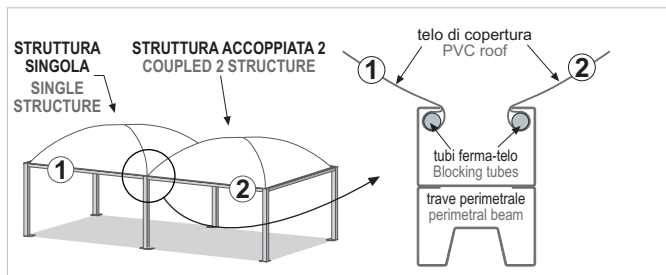 STRUTTURA
SINGOLA
SINGLE
STRUCTURE
STRUTTURA ACCOPPIATA 2
COUPLED 2 STRUCTURE
1
2
telo di copertura
PVC roof
1
2
tubi ferma-telo
Blocking tubes
trave perimetrale
perimetral beam